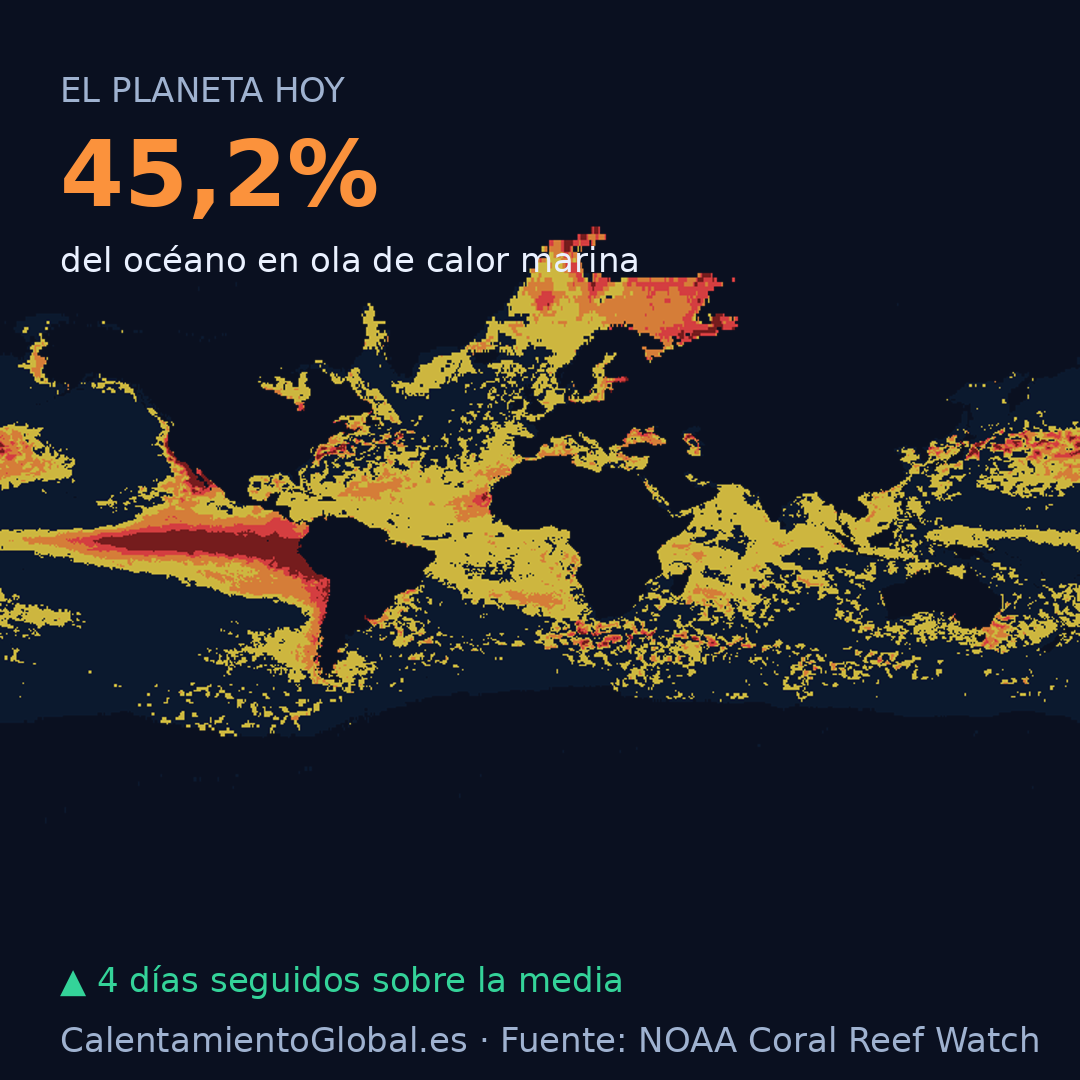 EL PLANETA HOY
45,2%
del océano en ola de calor marina
▲ 4 días seguidos sobre la media
CalentamientoGlobal.es · Fuente: NOAA Coral Reef Watch